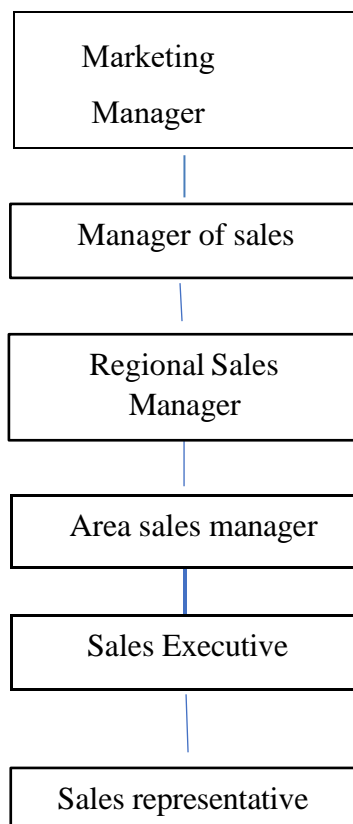 Marketing
Manager
Manager of sales
Regional Sales
Manager
Area sales manager
Sales Executive
Sales representative